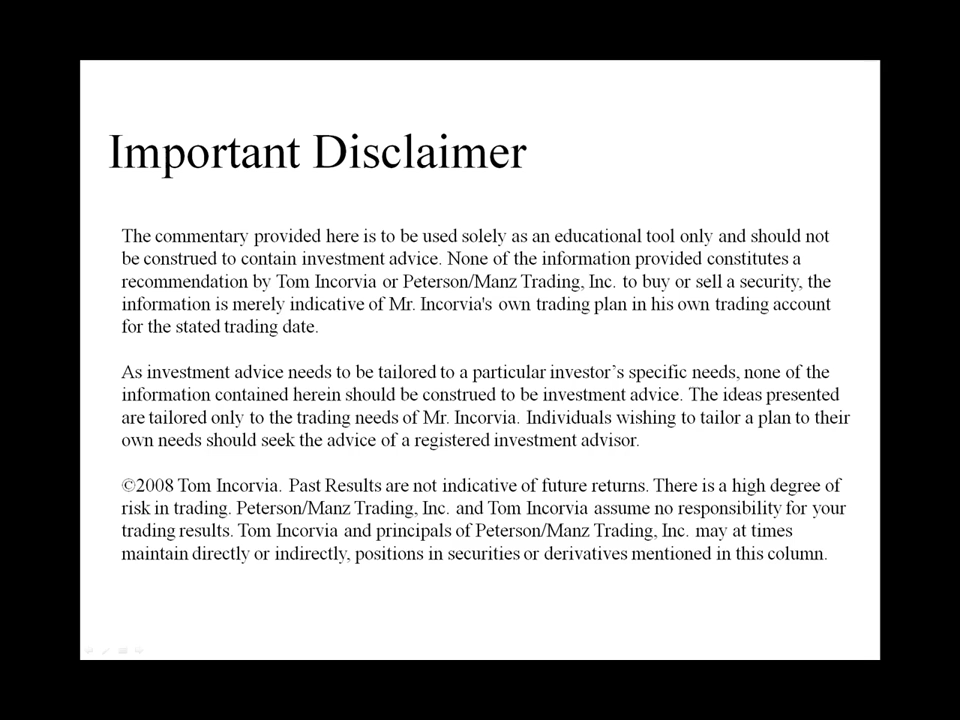 Important Disclaimer
The commentary provided here is to be used solely as an educational tool only and should not
be construed to contain investment advice. None of the information provided constitutes a
recommendation by Tom Incorvia or Peterson/Manz Trading, Inc. to buy or sell a security, the
information is merely indicative of Mr. Incorvia's own trading plan in his own trading account
for the stated trading date.
As investment advice needs to be tailored to a particular investor’s specific needs, none of the
information contained herein should be construed to be investment advice. The ideas presented
are tailored only to the trading needs of Mr. Incorvia. Individuals wishing to tailor a plan to their
own needs should seek the advice of a registered investment advisor.
©2008 Tom Incorvia. Past Results are not indicative of future returns. There is a high degree of
risk in trading. Peterson/Manz Trading, Inc. and Tom Incorvia assume no responsibility for your
trading results. Tom Incorvia and principals of Peterson/Manz Trading, Inc. may at times
maintain directly or indirectly, positions in securities or derivatives mentioned in this column.